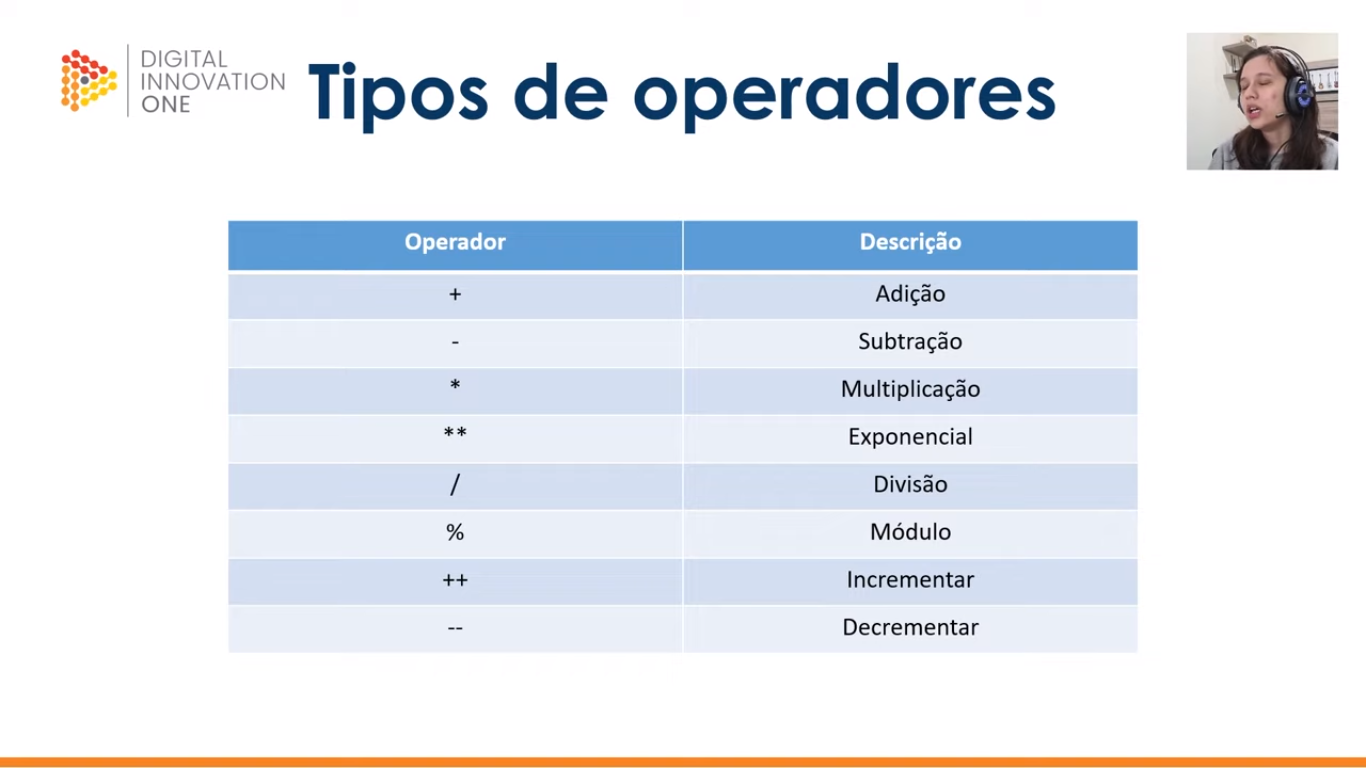 DIGITAL
INNOVATION
ONE
Tipos de operadores
Operador Descrição
+ Adição
- Subtração
* Multiplicação
** Exponencial
/ Divisão
% Módulo
++ Incrementar
-- Decrementar